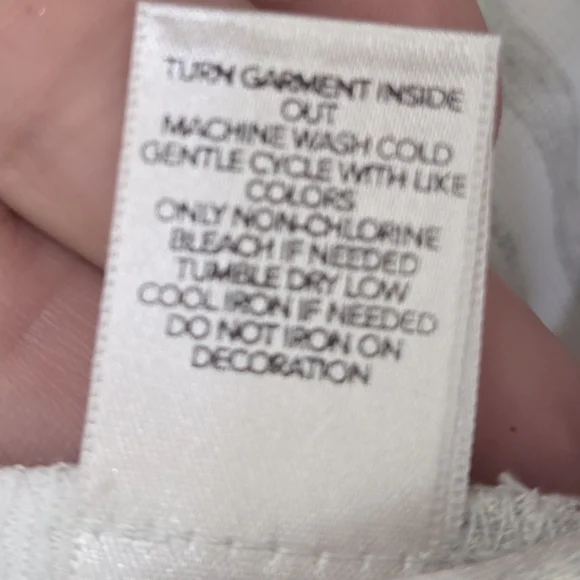 TURN GARMENT INSIDE
OUT
MACHINE WASH COLD
GENTLE CYCLE WITH LIKE
COLORS
ONLY NON-CHLORINE
BLEACH IF NEEDED
TUMBLE DRY LOW
COOL IRON IF NEEDED
DO NOT IRON ON
DECORATION